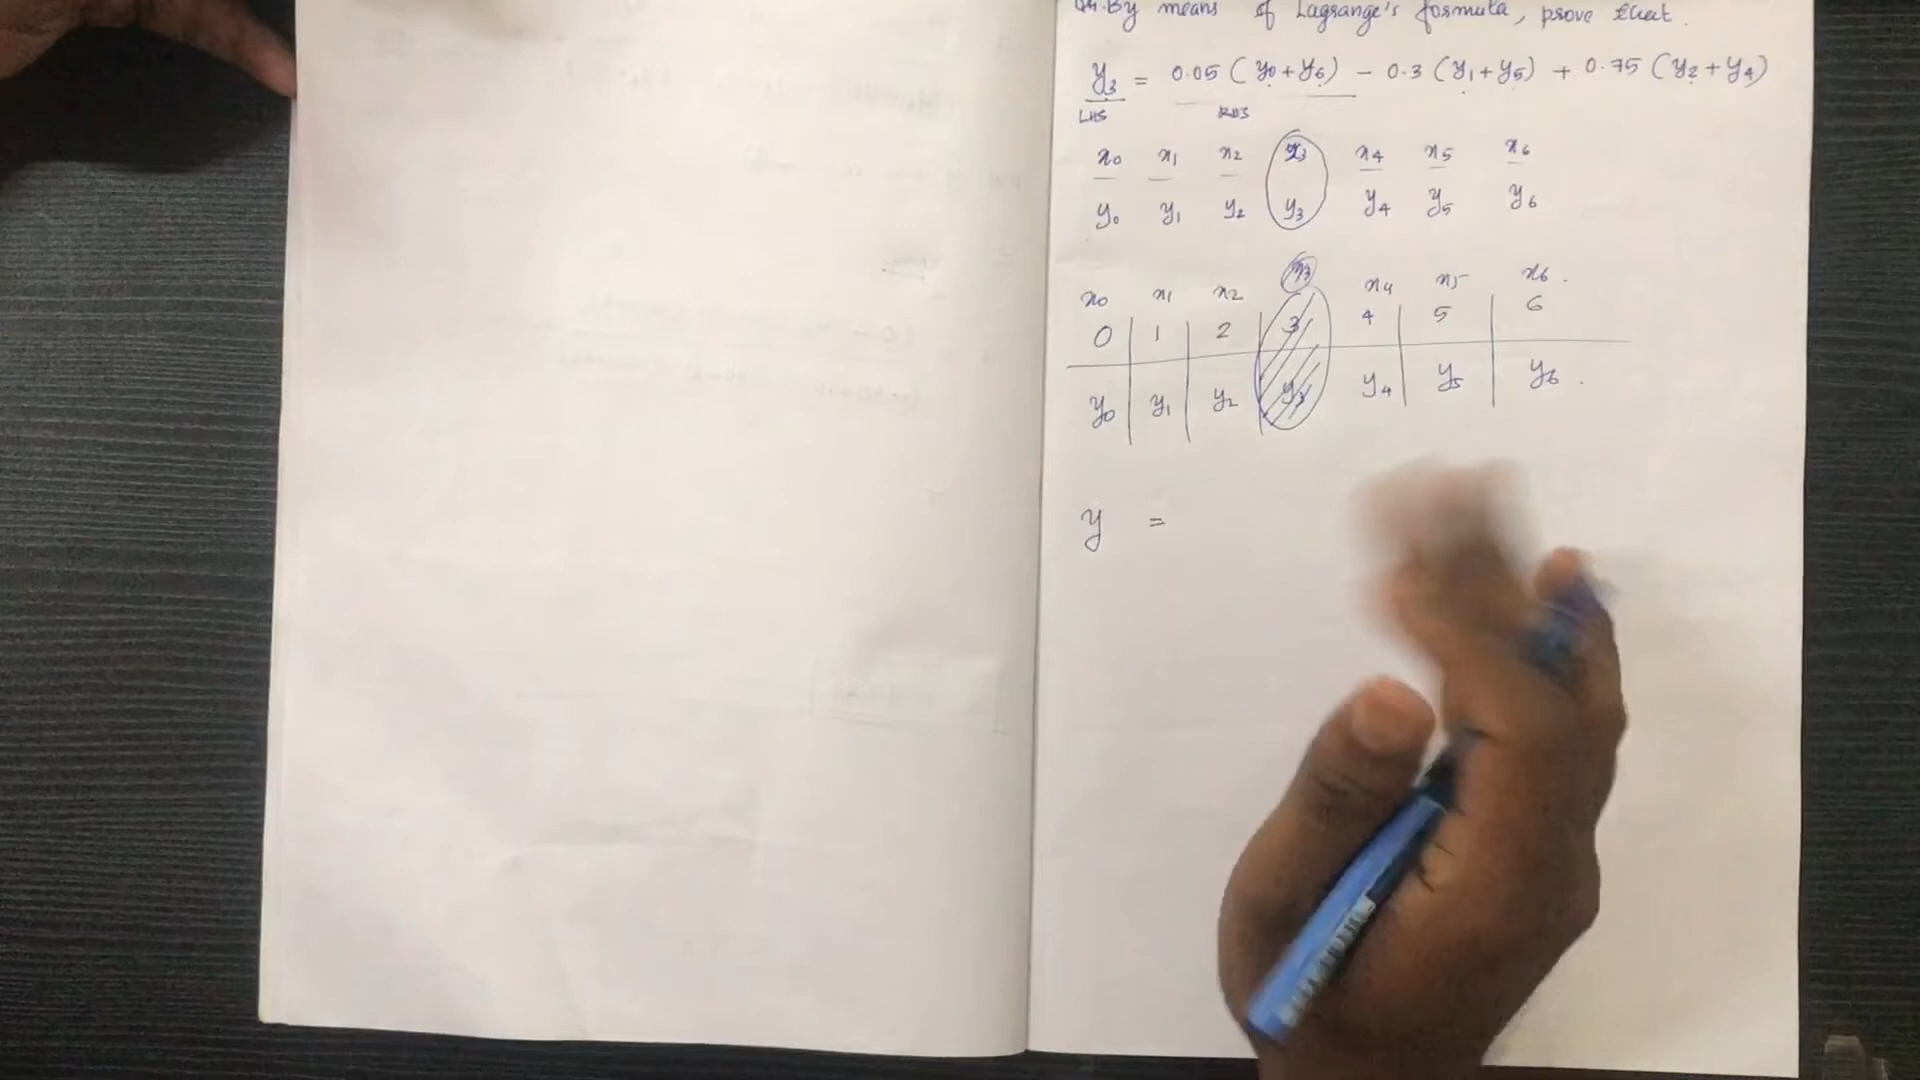 Q4. By means of Lagrange's formula, prove that.
y3 = 0.05 (y0+y6) - 0.3 (y1+y5) + 0.75 (y2+y4)
LHS RHS
x0 x1 x2 x3 x4 x5 x6
y0 y1 y2 y3 y4 y5 y6
x0 x1 x2 x3 x4 x5 x6.
0 1 2 3 4 5 6
y0 y1 y2 y3 y4 y5 y6.
y =